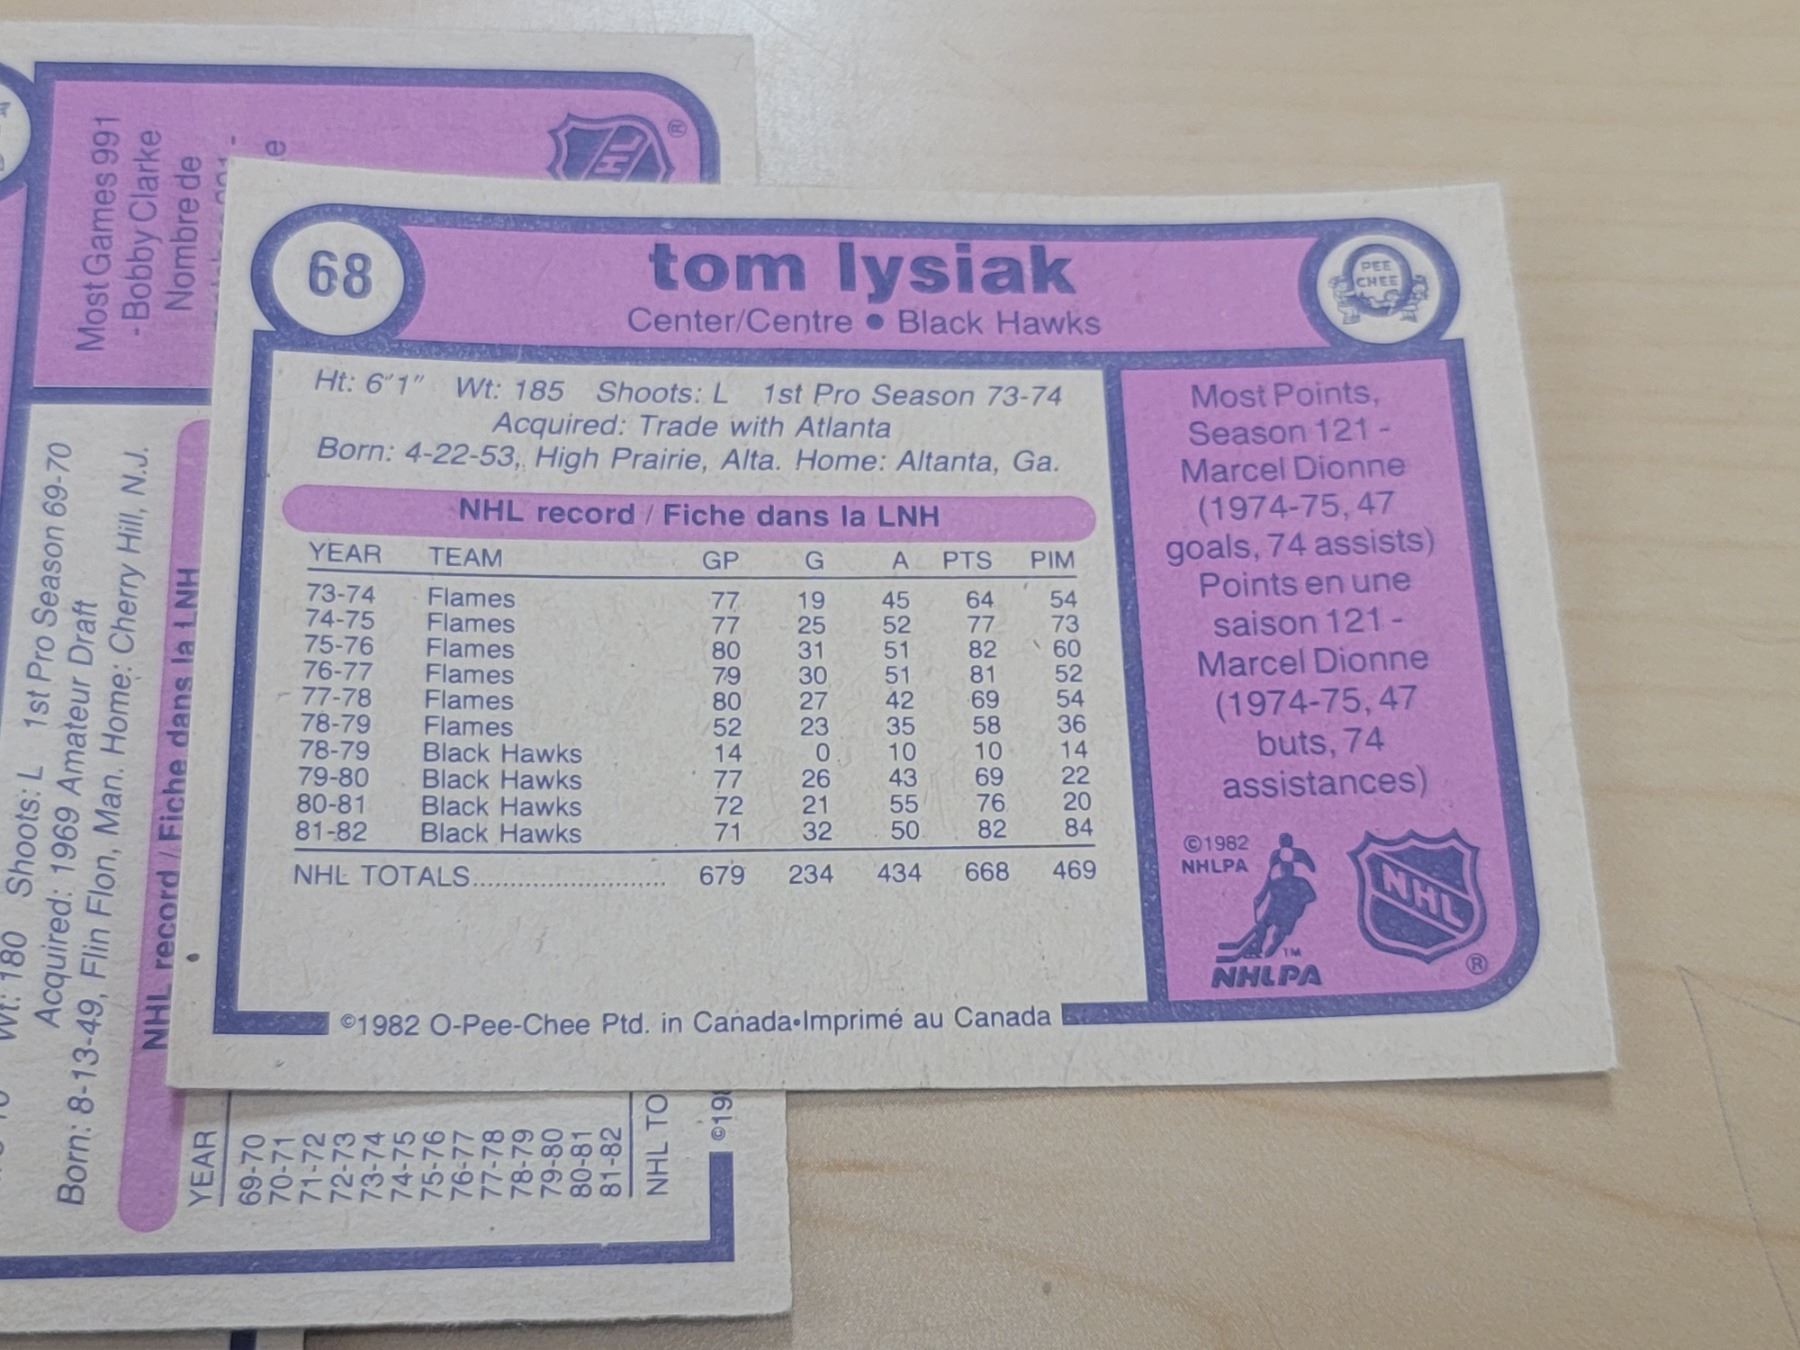 68
tom lysiak
Center/Centre • Black Hawks
PEE
CHEE
Ht: 6"1" Wt: 185 Shoots: L 1st Pro Season 73-74
Acquired: Trade with Atlanta
Born: 4-22-53, High Prairie, Alta. Home: Altanta, Ga.
NHL record / Fiche dans la LNH
YEAR TEAM GP G A PTS PIM
73-74 Flames 77 19 45 64 54
74-75 Flames 77 25 52 77 73
75-76 Flames 80 31 51 82 60
76-77 Flames 79 30 51 81 52
77-78 Flames 80 27 42 69 54
78-79 Flames 52 23 35 58 36
78-79 Black Hawks 14 0 10 10 14
79-80 Black Hawks 77 26 43 69 22
80-81 Black Hawks 72 21 55 76 20
81-82 Black Hawks 71 32 50 82 84
NHL TOTALS........................... 679 234 434 668 469
©1982 O-Pee-Chee Ptd. in Canada•Imprimé au Canada
Most Points,
Season 121 -
Marcel Dionne
(1974-75, 47
goals, 74 assists)
Points en une
saison 121 -
Marcel Dionne
(1974-75, 47
buts, 74
assistances)
©1982
NHLPA
TM
NHLPA
NHL
®
Most Games 991
- Bobby Clarke
Nombre de
NHL
®
Wt: 180 Shoots: L 1st Pro Season 69-70
Acquired: 1969 Amateur Draft
Born: 8-13-49, Flin Flon, Man. Home: Cherry Hill, N.J.
NHL record / Fiche dans la LNH
YEAR
69-70
70-71
71-72
72-73
73-74
74-75
75-76
76-77
77-78
78-79
79-80
80-81
81-82
NHL TO
©198